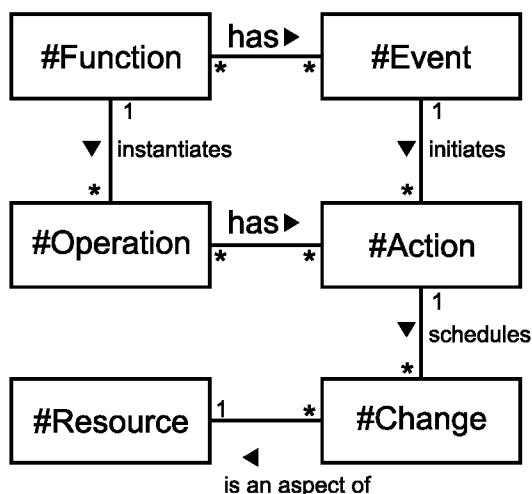 has▶
#Function
#Event
*
*
1
1
▼ instantiates
▼ initiates
*
*
has▶
#Operation
#Action
*
*
1
▼ schedules
*
#Resource
1
*
#Change
◀
is an aspect of